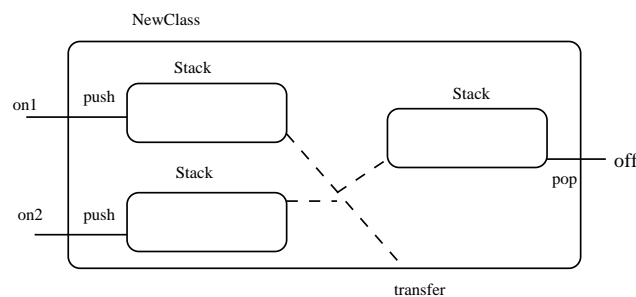 NewClass
Stack
on1
push
Stack
Stack
on2
push
off
pop
transfer